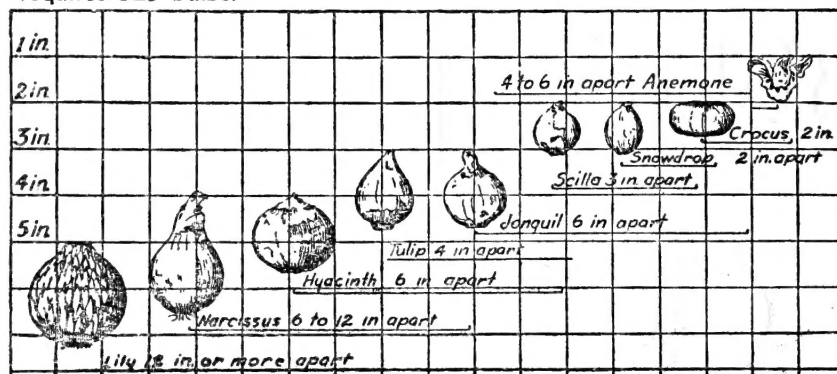 1 in.
4 to 6 in apart Anemone
2 in.
Crocus, 2 in.
3 in.
Snowdrop, 2 in. apart
Scilla 3 in apart
4 in.
Jonquil 6 in apart
5 in.
Tulip 4 in apart
Hyacinth 6 in apart
Narcissus 6 to 12 in apart
Lily 18 in. or more apart